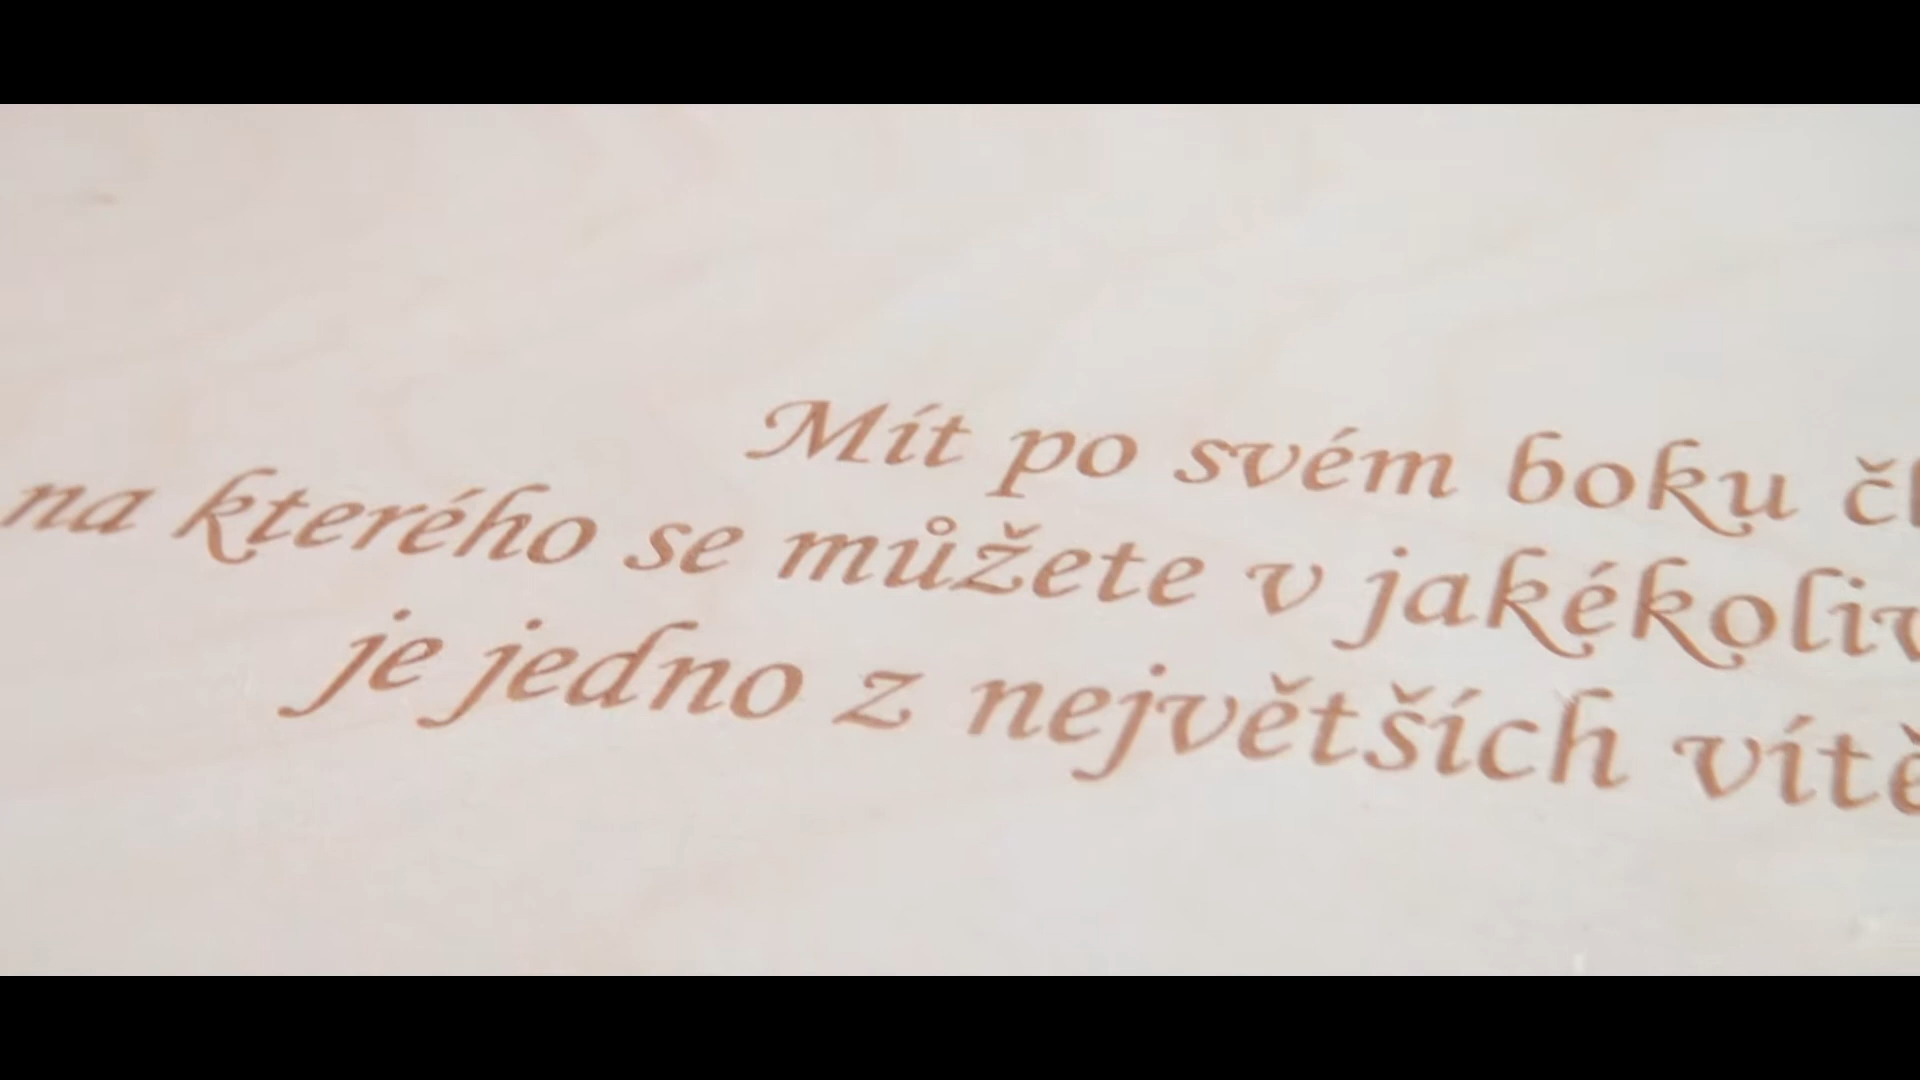 Mít po svém boku
na kterého se můžete v jakékoliv
je jedno z největších